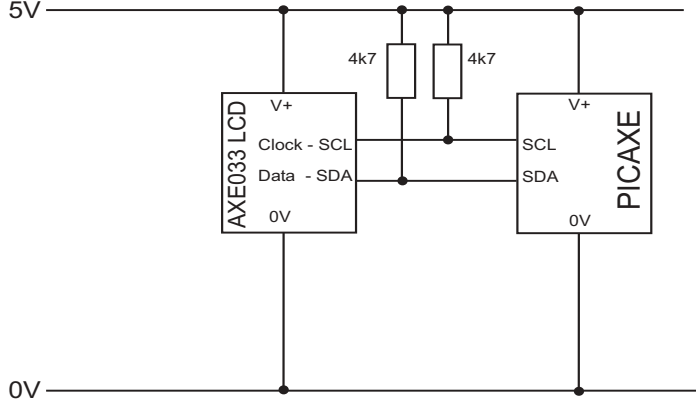 5V
4k7
4k7
AXE033 LCD
V+
Clock - SCL
Data - SDA
0V
V+
SCL
SDA
0V
PICAXE
0V